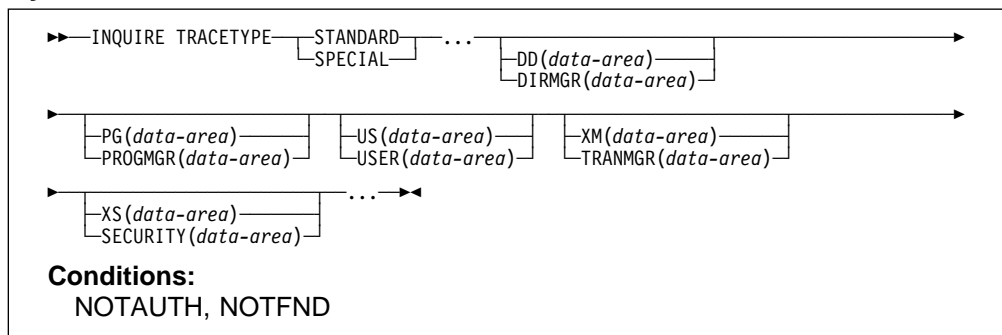 ►►──INQUIRE TRACETYPE──STANDARD── ... ──►
SPECIAL DD(data-area)
DIRMGR(data-area)
PG(data-area) US(data-area) XM(data-area)
PROGMGR(data-area) USER(data-area) TRANMGR(data-area)
... ►◄
XS(data-area)
SECURITY(data-area)
Conditions:
NOTAUTH, NOTFND